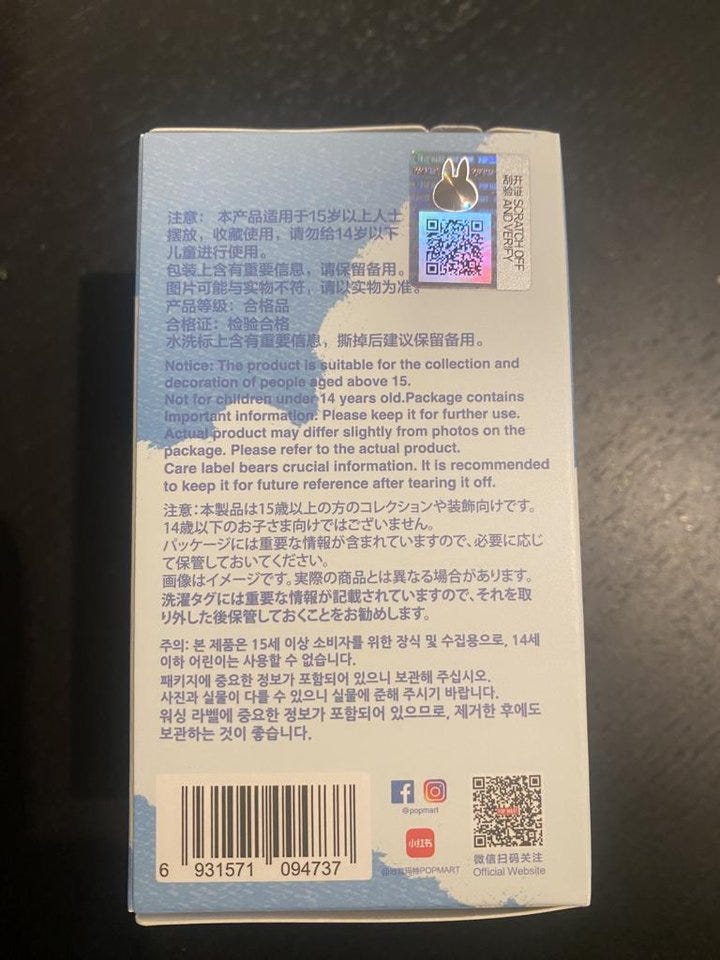 开证 SCRATCH OFF
刮验 AND VERIFY
注意： 本产品适用于15岁以上人士
摆放，收藏使用，请勿给14岁以下
儿童进行使用。
包装上含有重要信息，请保留备用。
图片可能与实物不符，请以实物为准。
产品等级：合格品
合格证：检验合格
水洗标上含有重要信息，撕掉后建议保留备用。
Notice: The product is suitable for the collection and
decoration of people aged above 15.
Not for children under 14 years old.Package contains
Important information. Please keep it for further use.
Actual product may differ slightly from photos on the
package. Please refer to the actual product.
Care label bears crucial information. It is recommended
to keep it for future reference after tearing it off.
注意：本製品は15歳以上の方のコレクションや装飾向けです。
14歳以下のお子さま向けではございません。
パッケージには重要な情報が含まれていますので、必要に応じ
て保管しておいてください。
画像はイメージです。実際の商品とは異なる場合があります。
洗濯タグには重要な情報が記載されていますので、それを取
り外した後保管しておくことをお勧めします。
주의: 본 제품은 15세 이상 소비자를 위한 장식 및 수집용으로, 14세
이하 어린이는 사용할 수 없습니다.
패키지에 중요한 정보가 포함되어 있으니 보관해 주십시오.
사진과 실물이 다를 수 있으니 실물에 준해 주시기 바랍니다.
워싱 라벨에 중요한 정보가 포함되어 있으므로, 제거한 후에도
보관하는 것이 좋습니다.
6 931571 094737
@popmart
小红书
@泡泡玛特POPMART
POP MART
微信扫码关注
Official Website